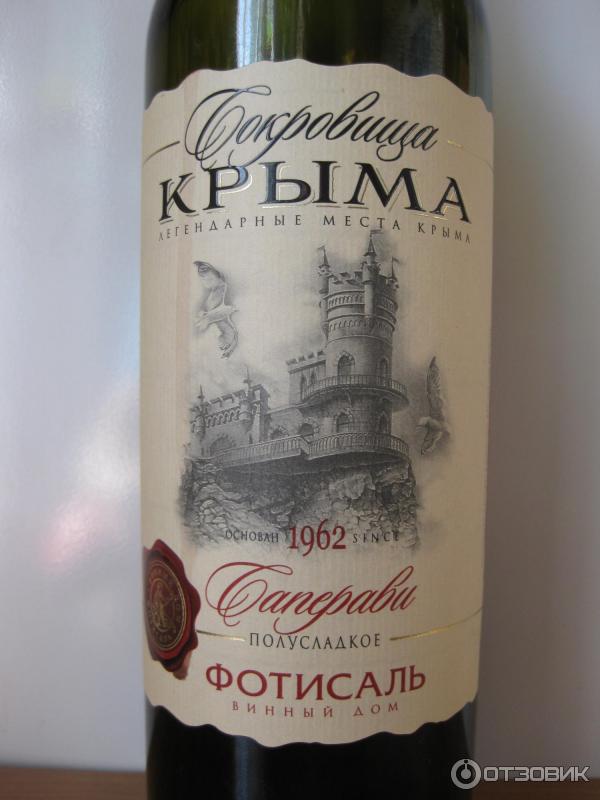 Сокровища
КРЫМА
ЛЕГЕНДАРНЫЕ МЕСТА КРЫМА
ОСНОВАН 1962 SINCE
Саперави
ПОЛУСЛАДКОЕ
ФОТИСАЛЬ
ВИННЫЙ ДОМ
ОТЗОВИК